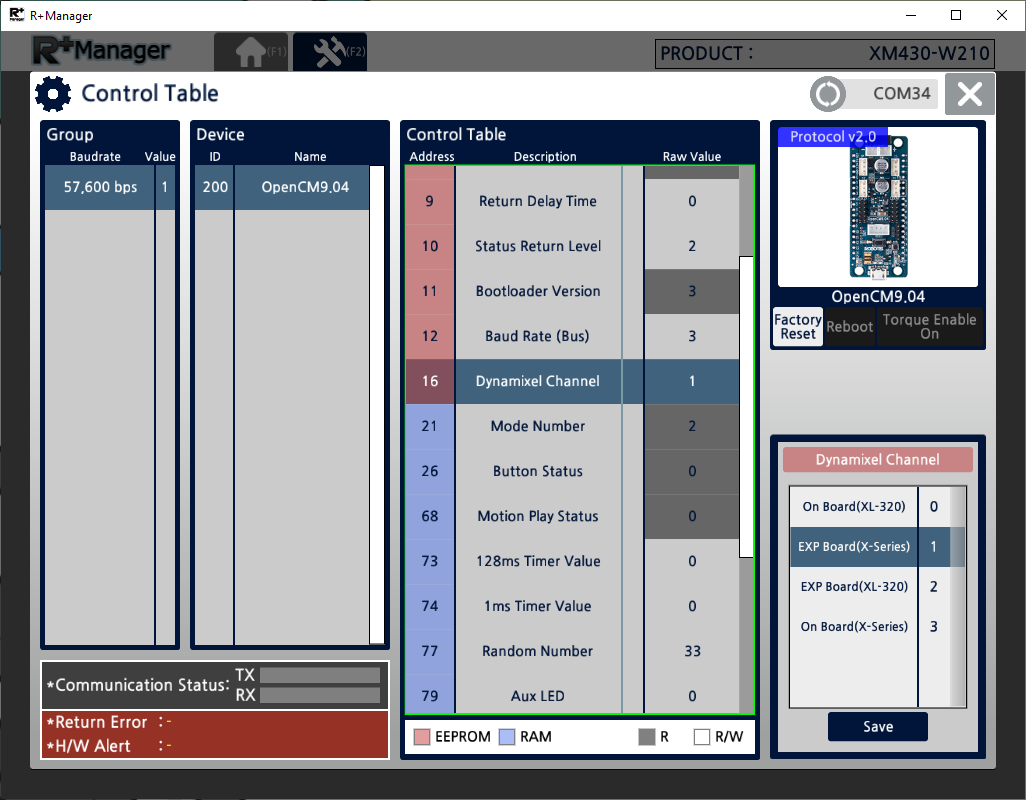 R+ Manager
R+Manager
(F1)
(F2)
PRODUCT : XM430-W210
Control Table
COM34
Group
Baudrate Value
57,600 bps 1
Device
ID Name
200 OpenCM9.04
Control Table
Address Description Raw Value
9 Return Delay Time 0
10 Status Return Level 2
11 Bootloader Version 3
12 Baud Rate (Bus) 3
16 Dynamixel Channel 1
21 Mode Number 2
26 Button Status 0
68 Motion Play Status 0
73 128ms Timer Value 0
74 1ms Timer Value 0
77 Random Number 33
79 Aux LED 0
EEPROM RAM R R/W
Protocol v2.0
OpenCM9.04
Factory Reset
Reboot
Torque Enable On
Dynamixel Channel
On Board(XL-320) 0
EXP Board(X-Series) 1
EXP Board(XL-320) 2
On Board(X-Series) 3
Save
*Communication Status: TX
RX
*Return Error : -
*H/W Alert : -